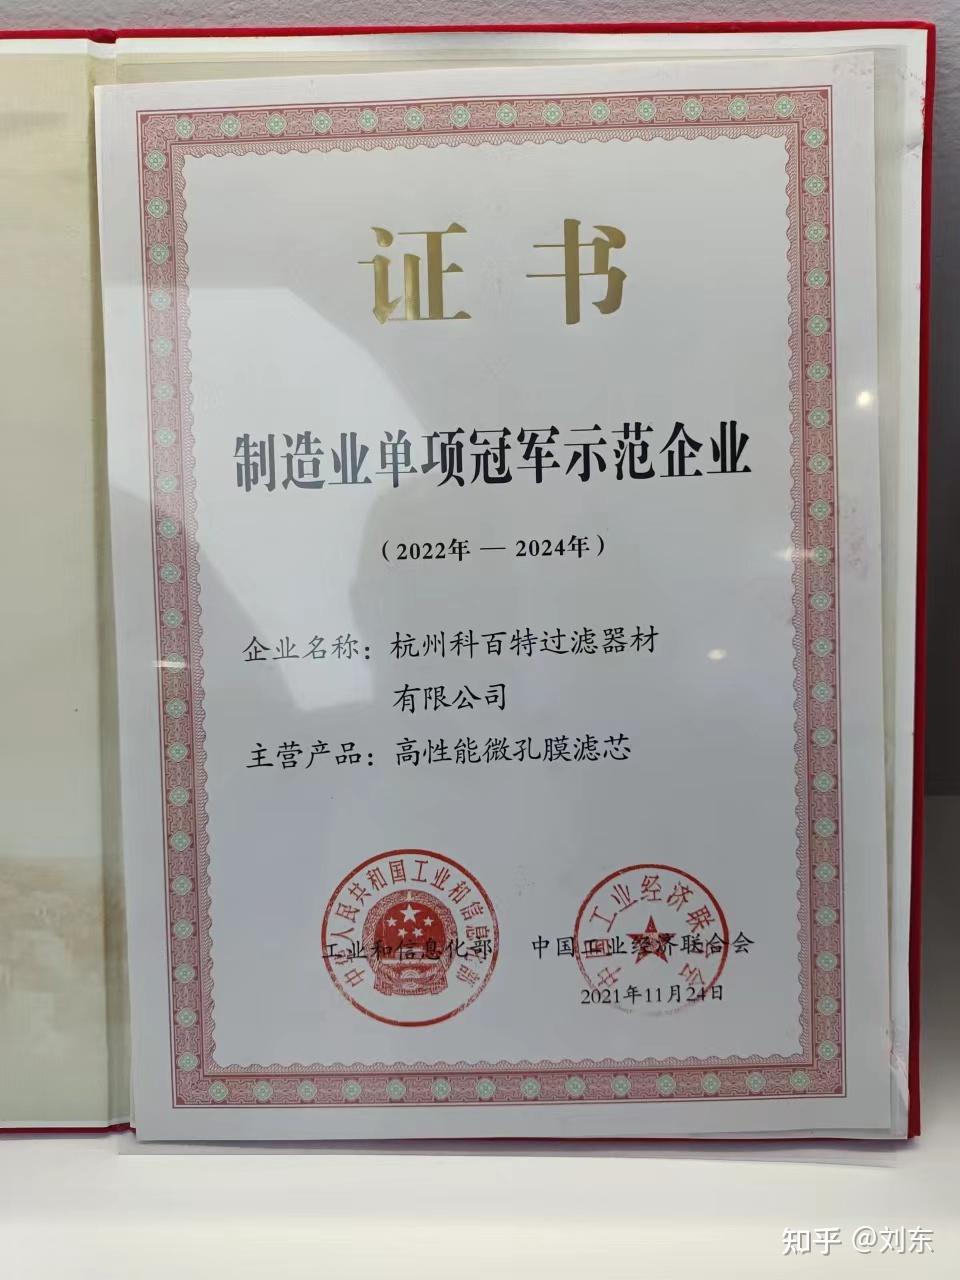 证书
制造业单项冠军示范企业
（2022年 — 2024年）
企业名称：杭州科百特过滤器材
有限公司
主营产品：高性能微孔膜滤芯
中华人民共和国工业和信息化部
工业和信息化部
中国工业经济联合会
中国工业经济联合会
2021年11月24日
知乎 @刘东